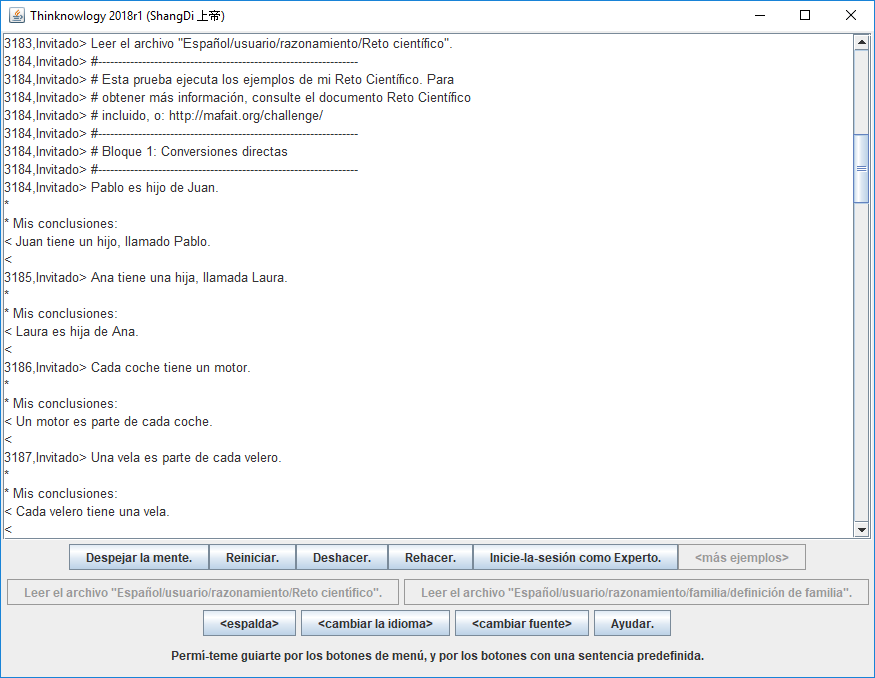 Thinknowlogy 2018r1 (ShangDi 上帝)
3183,Invitado> Leer el archivo "Español/usuario/razonamiento/Reto científico".
3184,Invitado> #-----------------------------------------------------------------
3184,Invitado> # Esta prueba ejecuta los ejemplos de mi Reto Científico. Para
3184,Invitado> # obtener más información, consulte el documento Reto Científico
3184,Invitado> # incluido, o: http://mafait.org/challenge/
3184,Invitado> #-----------------------------------------------------------------
3184,Invitado> # Bloque 1: Conversiones directas
3184,Invitado> #-----------------------------------------------------------------
3184,Invitado> Pablo es hijo de Juan.
*
* Mis conclusiones:
< Juan tiene un hijo, llamado Pablo.
<
3185,Invitado> Ana tiene una hija, llamada Laura.
*
* Mis conclusiones:
< Laura es hija de Ana.
<
3186,Invitado> Cada coche tiene un motor.
*
* Mis conclusiones:
< Un motor es parte de cada coche.
<
3187,Invitado> Una vela es parte de cada velero.
*
* Mis conclusiones:
< Cada velero tiene una vela.
<
Despejar la mente. Reiniciar. Deshacer. Rehacer. Inicie-la-sesión como Experto. <más ejemplos>
Leer el archivo "Español/usuario/razonamiento/Reto científico". Leer el archivo "Español/usuario/razonamiento/familia/definición de familia".
<espalda> <cambiar la idioma> <cambiar fuente> Ayudar.
Permí-teme guiarte por los botones de menú, y por los botones con una sentencia predefinida.